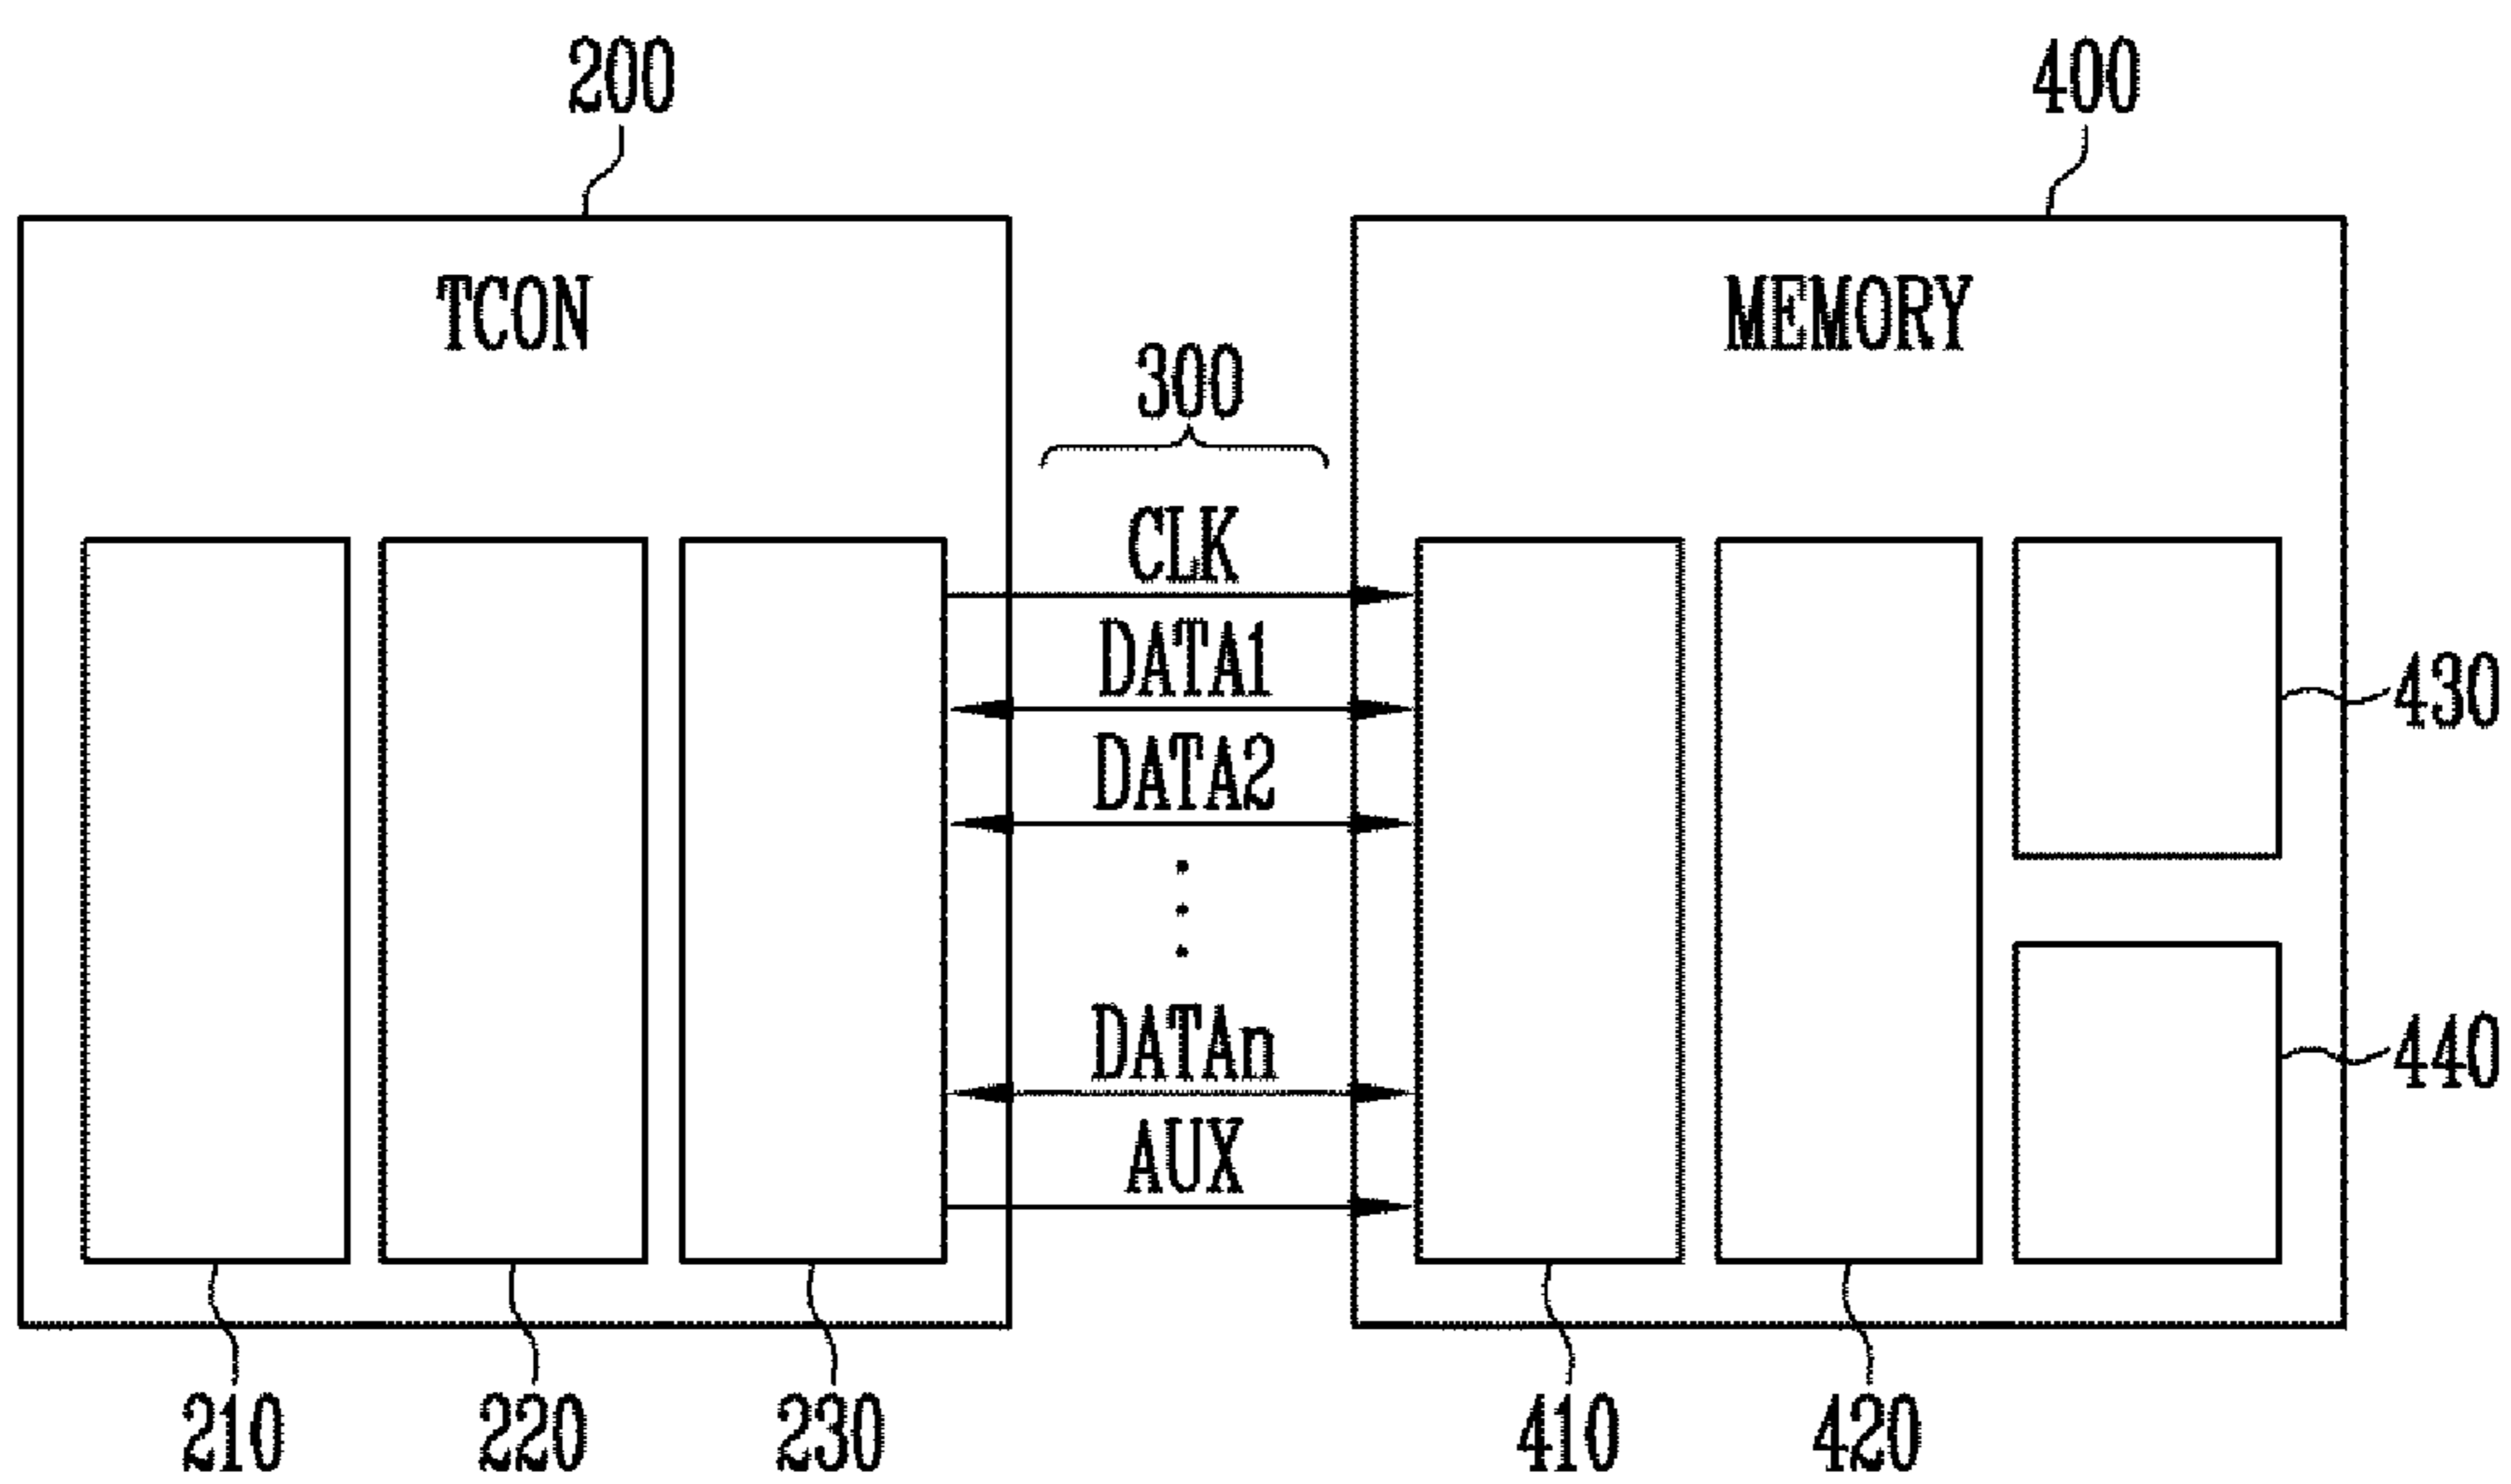 200
400
TCON
MEMORY
300
CLK
DATA1
430
DATA2
DATAn
440
AUX
210
220
230
410
420